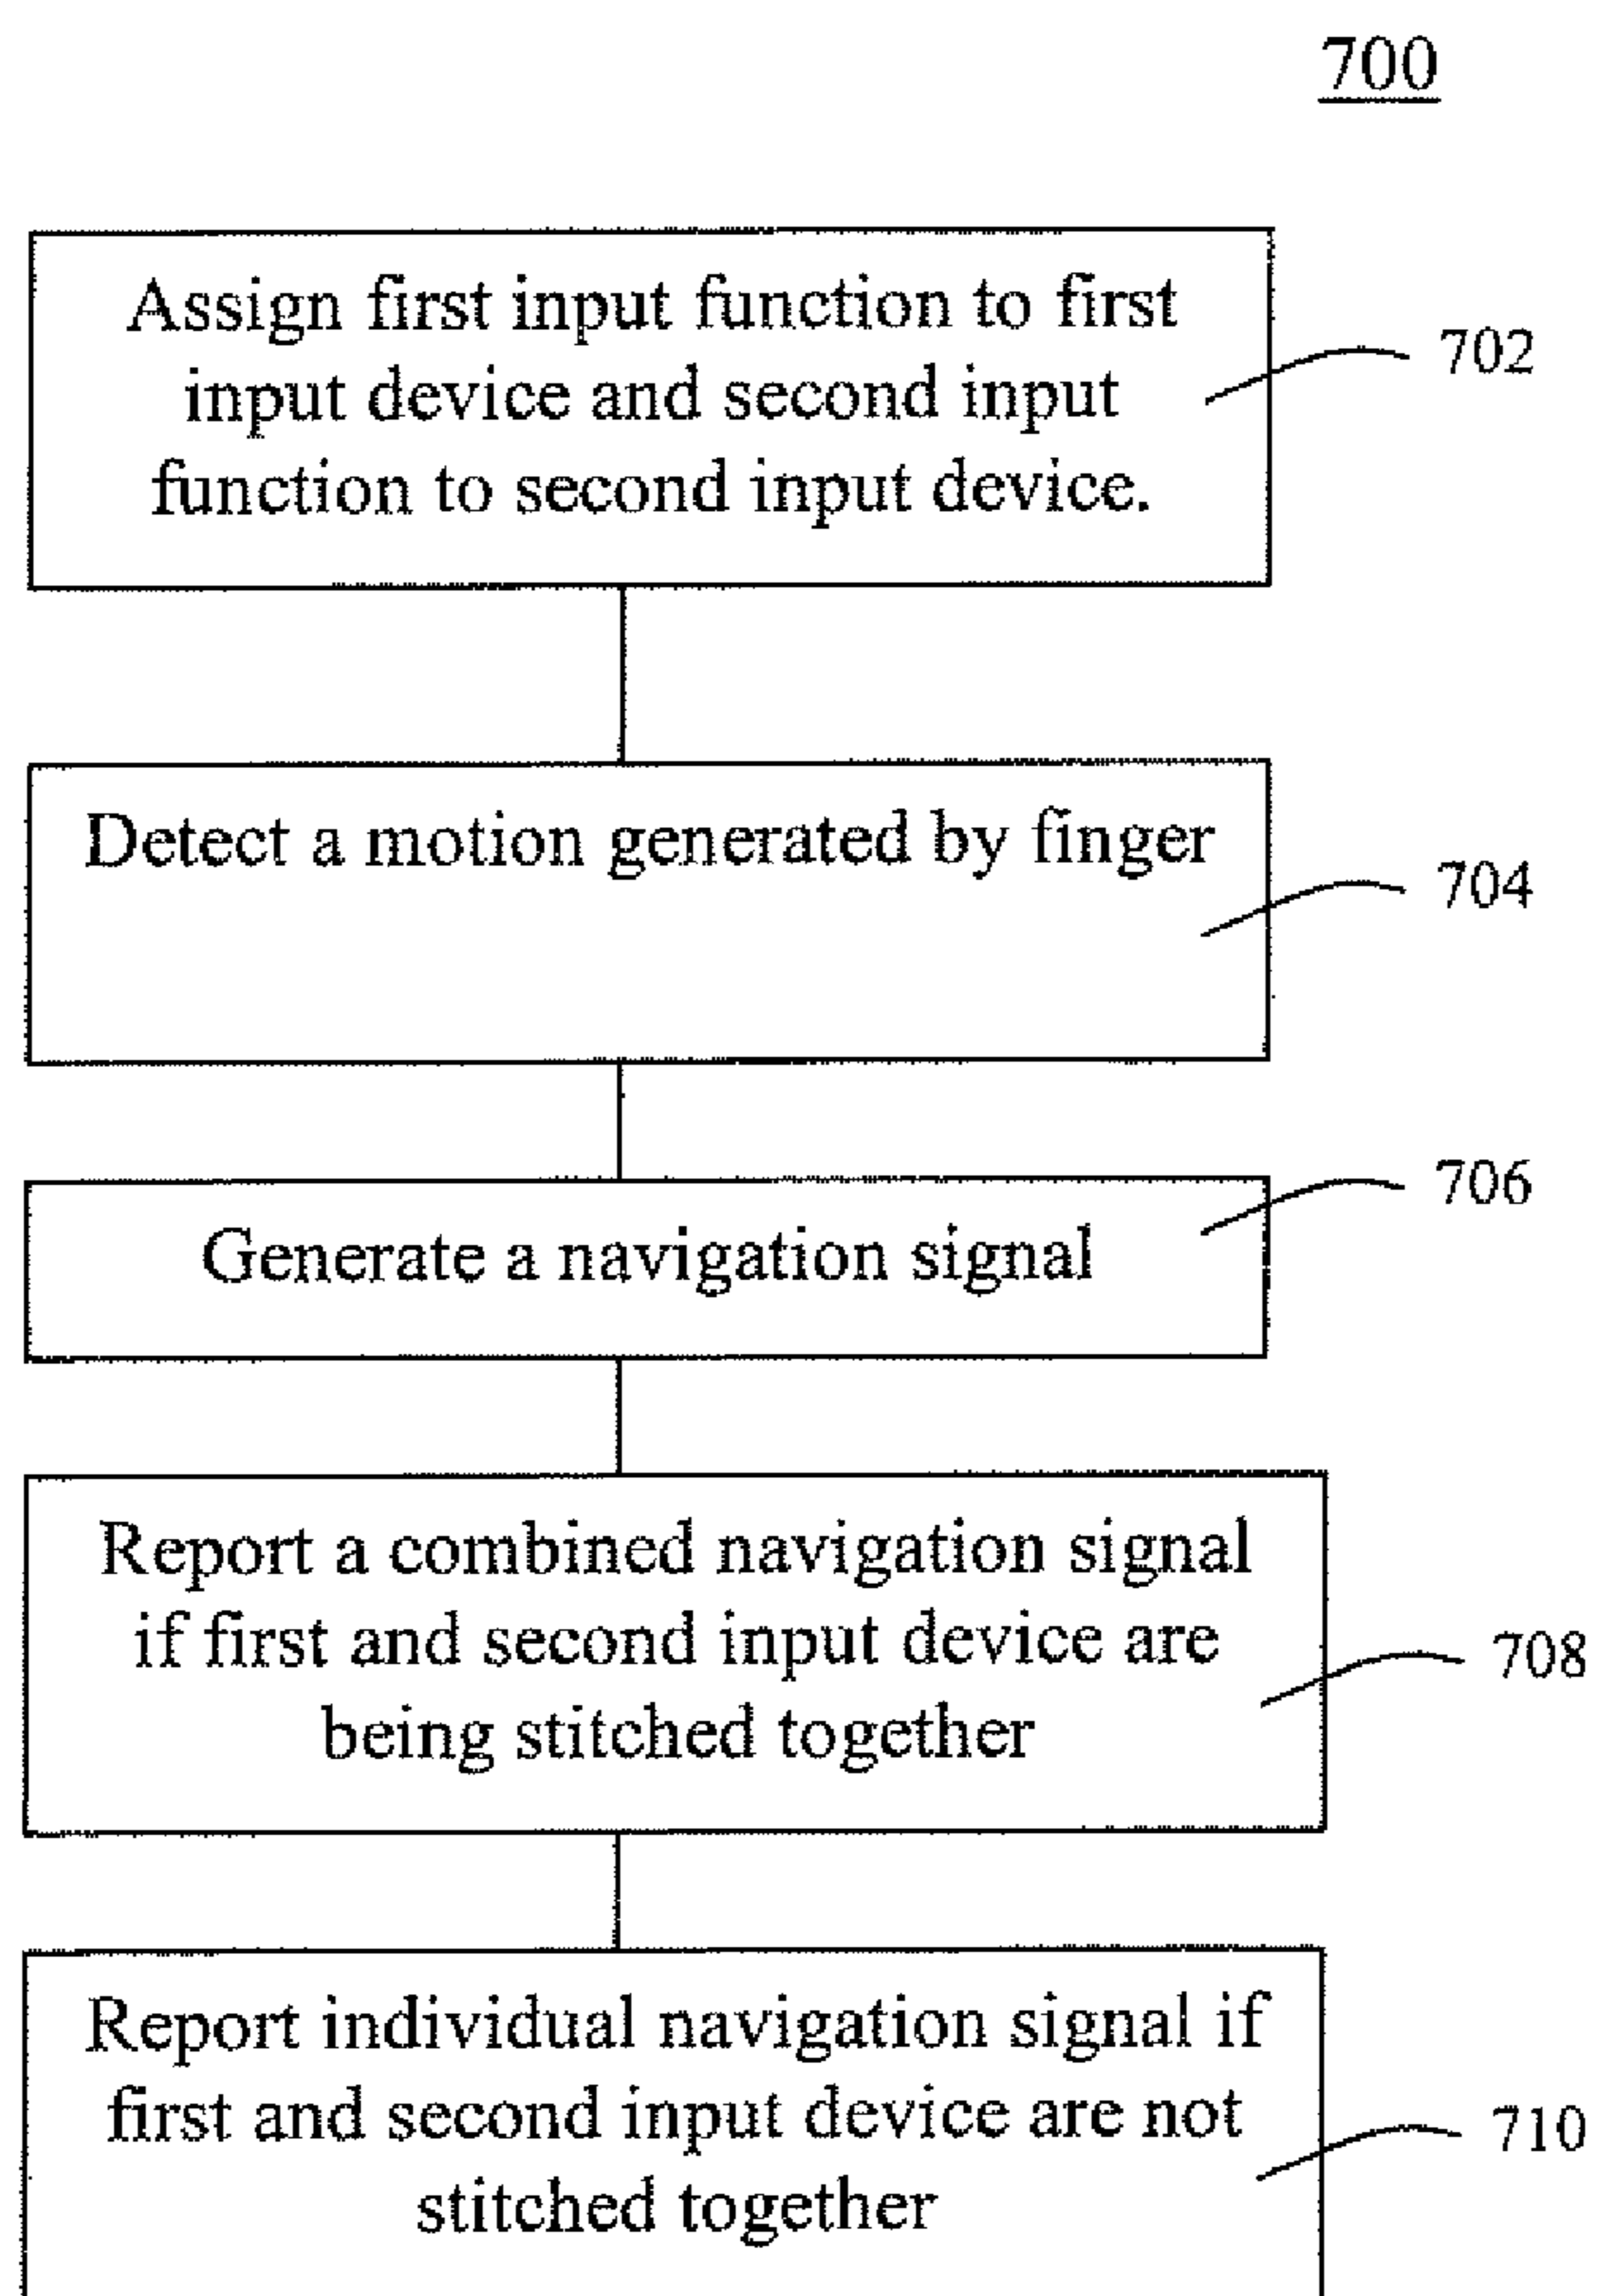 700
Assign first input function to first
input device and second input
function to second input device.
702
Detect a motion generated by finger
704
706
Generate a navigation signal
Report a combined navigation signal
if first and second input device are
being stitched together
708
Report individual navigation signal if
first and second input device are not
stitched together
710